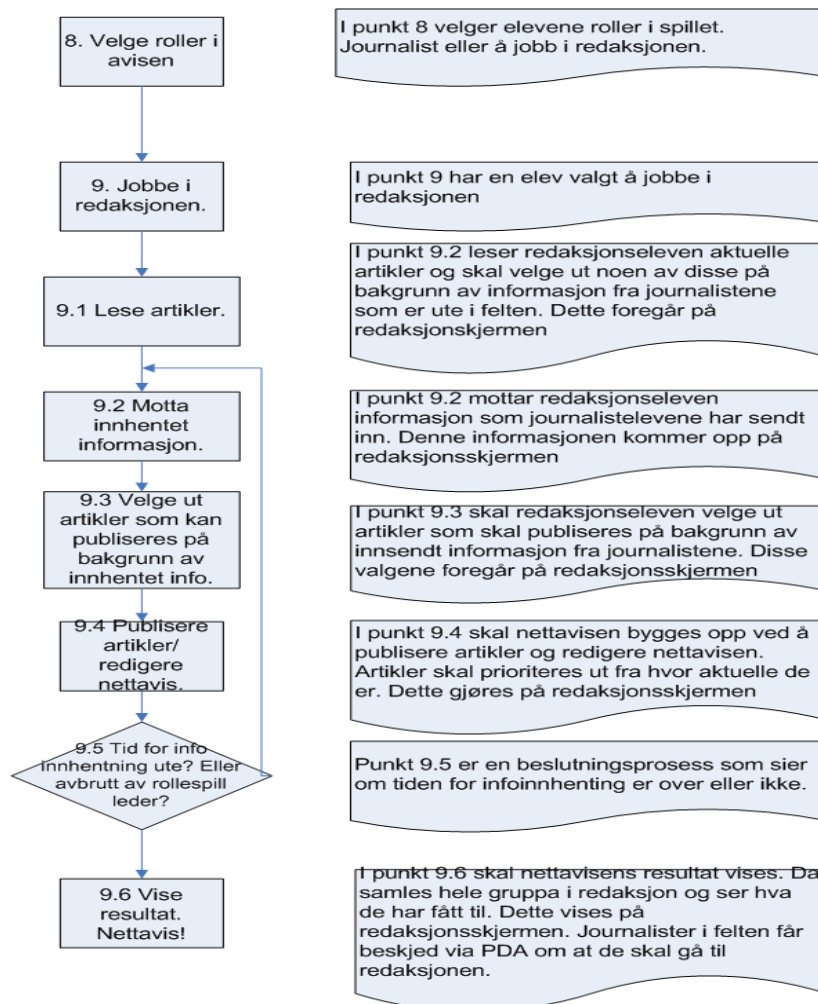 8. Velge roller i
avisen
I punkt 8 velger elevene roller i spillet.
Journalist eller å jobb i redaksjonen.
9. Jobbe i
redaksjonen.
I punkt 9 har en elev valgt å jobbe i
redaksjonen
9.1 Lese artikler.
I punkt 9.2 leser redaksjonseleven aktuelle
artikler og skal velge ut noen av disse på
bakgrunn av informasjon fra journalistene
som er ute i felten. Dette foregår på
redaksjonskjermen
9.2 Motta
innhentet
informasjon.
I punkt 9.2 mottar redaksjonseleven
informasjon som journalistelevene har sendt
inn. Denne informasjonen kommer opp på
redaksjonsskjermen
9.3 Velge ut
artikler som kan
publiseres på
bakgrunn av
innhentet info.
I punkt 9.3 skal redaksjonseleven velge ut
artikler som skal publiseres på bakgrunn av
innsendt informasjon fra journalistene. Disse
valgene foregår på redaksjonsskjermen
9.4 Publisere
artikler/
redigere
nettavis.
I punkt 9.4 skal nettavisen bygges opp ved å
publisere artikler og redigere nettavisen.
Artikler skal prioriteres ut fra hvor aktuelle de
er. Dette gjøres på redaksjonsskjermen
9.5 Tid for info
innhentning ute? Eller
avbrutt av rollespill
leder?
Punkt 9.5 er en beslutningsprosess som sier
om tiden for infoinnhenting er over eller ikke.
9.6 Vise
resultat.
Nettavis!
I punkt 9.6 skal nettavisens resultat vises. Da
samles hele gruppa i redaksjon og ser hva
de har fått til. Dette vises på
redaksjonsskjermen. Journalister i felten får
beskjed via PDA om at de skal gå til
redaksjonen.